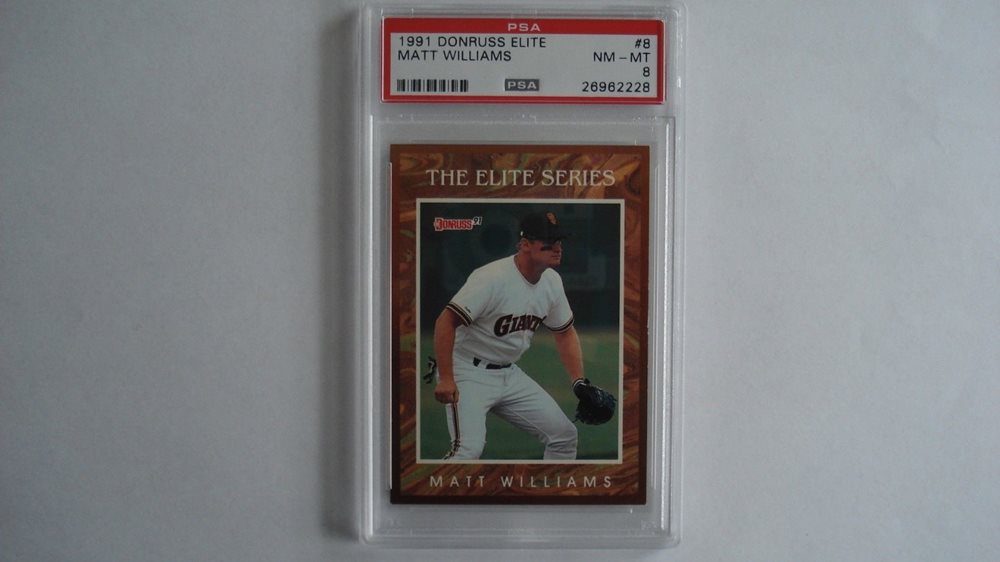 PSA
1991 DONRUSS ELITE #8
MATT WILLIAMS NM-MT
8
PSA 26962228
THE ELITE SERIES
DONRUSS '91
GIANTS
MATT WILLIAMS